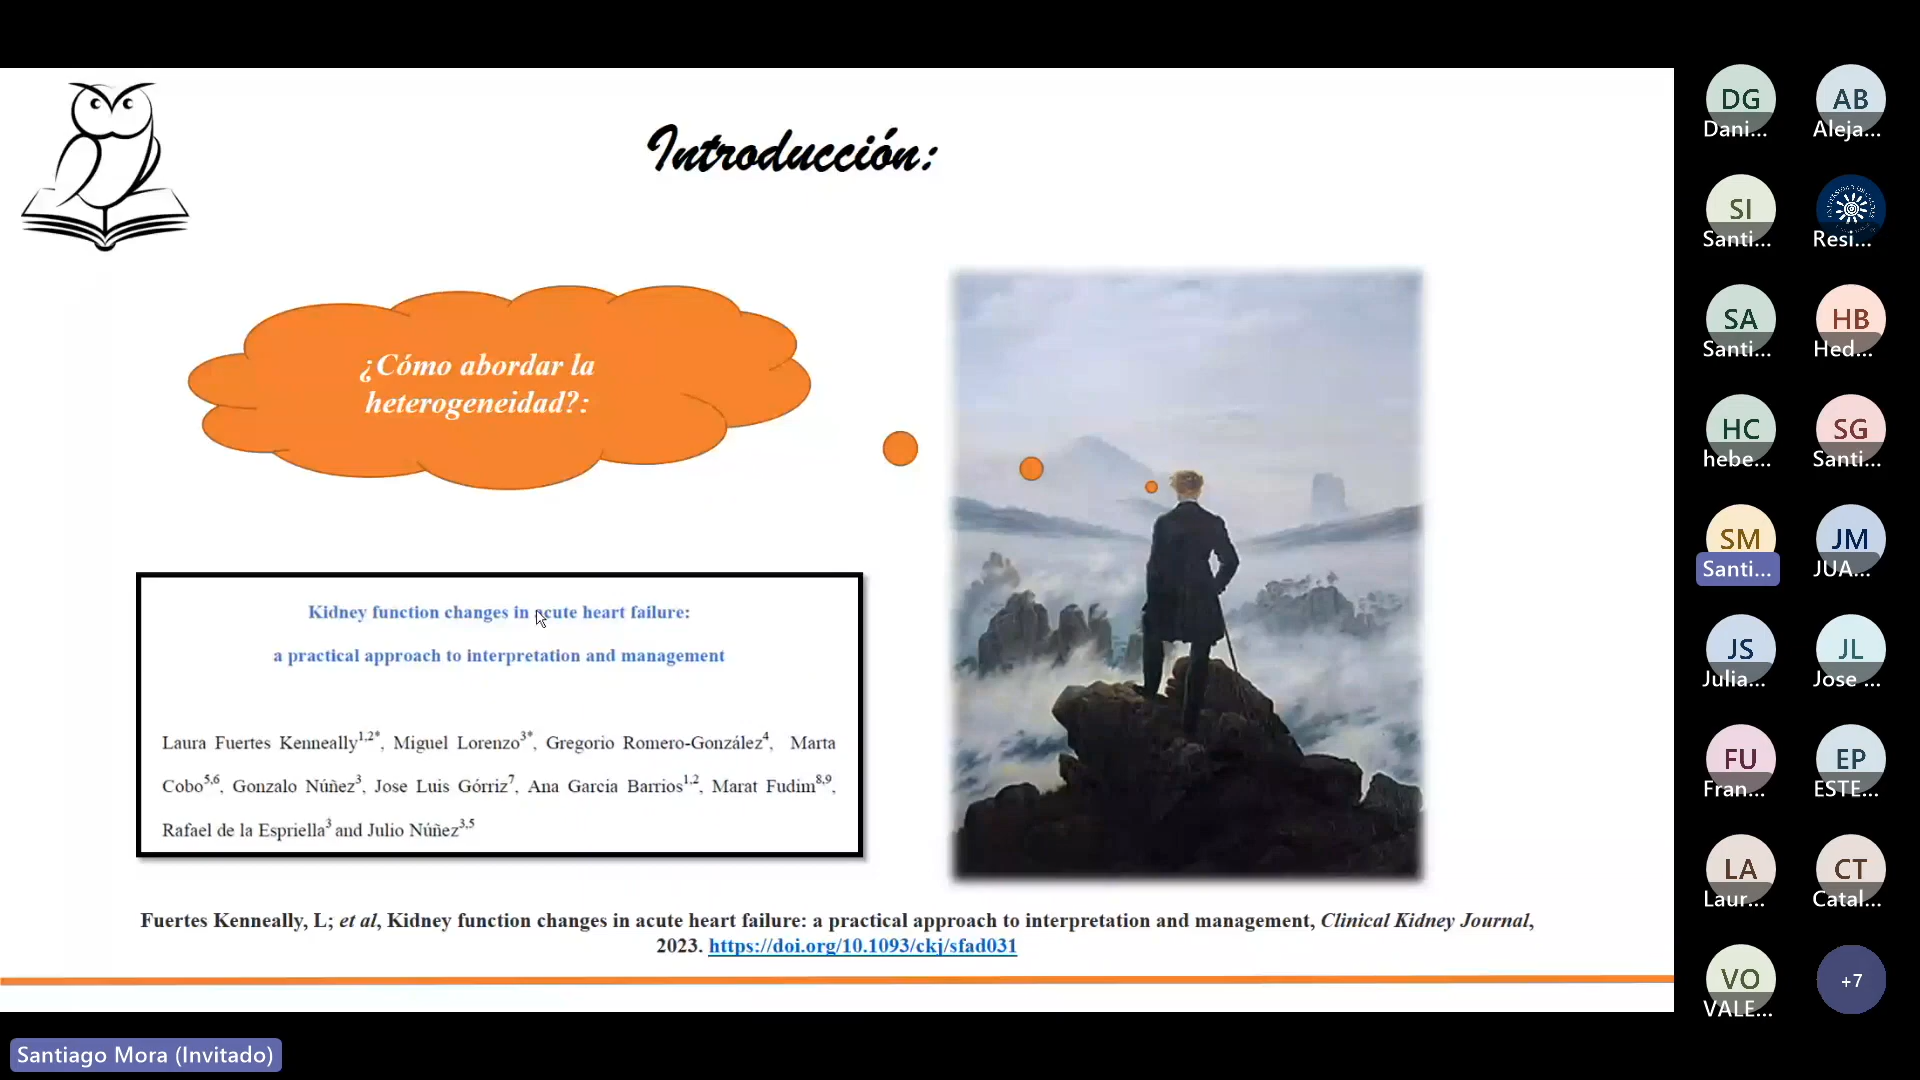 Introducción:
¿Cómo abordar la
heterogeneidad?:
Kidney function changes in acute heart failure:
a practical approach to interpretation and management
Laura Fuertes Kenneally1,2*, Miguel Lorenzo3*, Gregorio Romero-González4, Marta
Cobo5,6, Gonzalo Núñez3, Jose Luis Górriz7, Ana Garcia Barrios1,2, Marat Fudim8,9,
Rafael de la Espriella3 and Julio Núñez3,5
Fuertes Kenneally, L; et al, Kidney function changes in acute heart failure: a practical approach to interpretation and management, Clinical Kidney Journal,
2023. https://doi.org/10.1093/ckj/sfad031
DG
Dani...
AB
Aleja...
SI
Santi...
Resi...
SA
Santi...
HB
Hed...
HC
hebe...
SG
Santi...
SM
Santi...
JM
JUA...
JS
Julia...
JL
Jose ...
FU
Fran...
EP
ESTE...
LA
Laur...
CT
Catal...
VO
VALE...
+7
Santiago Mora (Invitado)